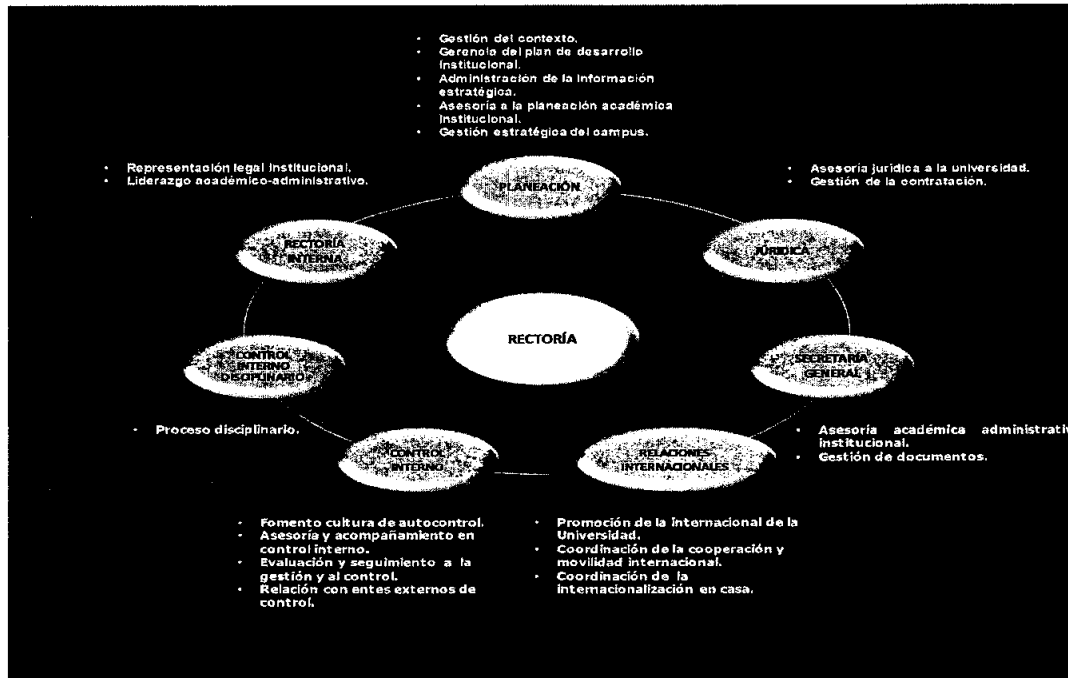 • Gestión del contexto.
• Gerencia del plan de desarrollo
institucional.
• Administración de la información
estratégica.
• Asesoría a la planeación académica
institucional.
• Gestión estratégica del campus.
• Representación legal institucional.
• Liderazgo académico-administrativo.
PLANEACIÓN
• Asesoría jurídica a la universidad.
• Gestión de la contratación.
RECTORÍA
INTERNA
JÚRIDICA
RECTORÍA
CONTROL
INTERNO
DISCIPLINARIO
SECRETARÍA
GENERAL
• Proceso disciplinario.
• Asesoría académica administrativ
institucional.
• Gestión de documentos.
CONTROL
INTERNO
RELACIONES
INTERNACIONALES
• Fomento cultura de autocontrol.
• Asesoría y acompañamiento en
control interno.
• Evaluación y seguimiento a la
gestión y al control.
• Relación con entes externos de
control.
• Promoción de la internacional de la
Universidad.
• Coordinación de la cooperación y
movilidad internacional.
• Coordinación de la
internacionalización en casa.